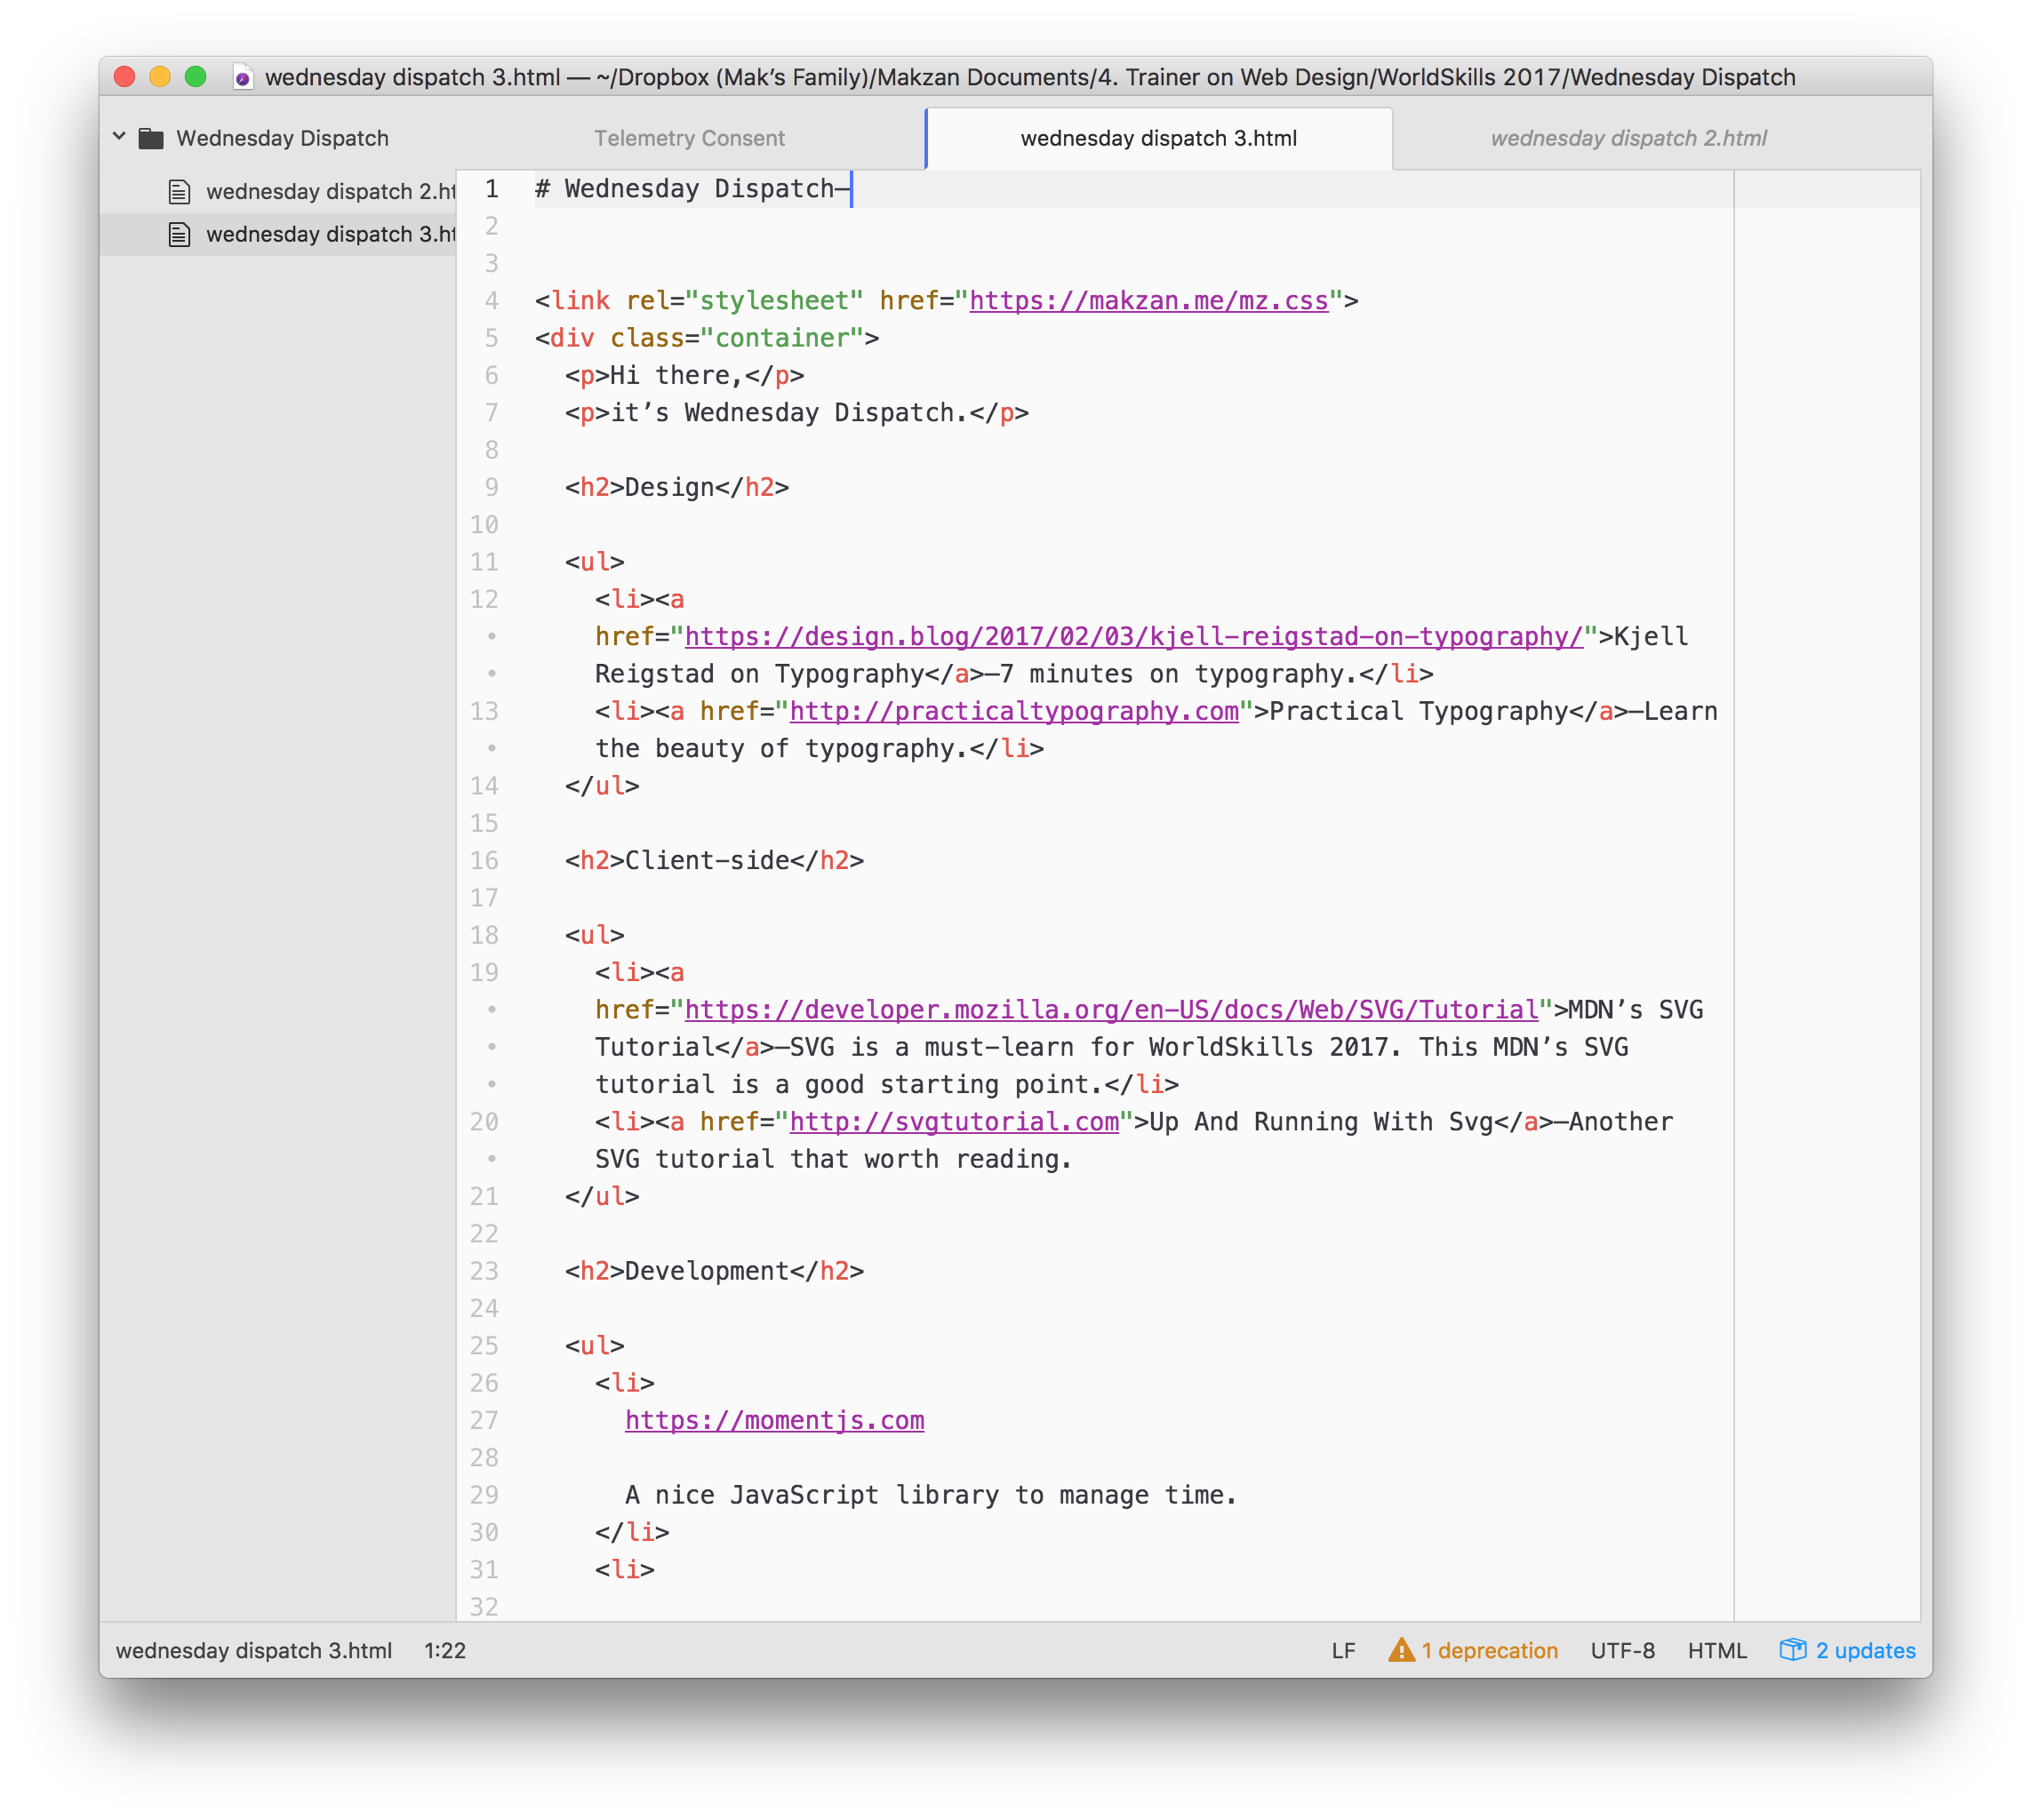 wednesday dispatch 3.html — ~/Dropbox (Mak’s Family)/Makzan Documents/4. Trainer on Web Design/WorldSkills 2017/Wednesday Dispatch
Wednesday Dispatch
wednesday dispatch 2.ht
wednesday dispatch 3.ht
Telemetry Consent
wednesday dispatch 3.html
wednesday dispatch 2.html
1 # Wednesday Dispatch—
2
3
4 <link rel="stylesheet" href="https://makzan.me/mz.css">
5 <div class="container">
6 <p>Hi there,</p>
7 <p>it’s Wednesday Dispatch.</p>
8
9 <h2>Design</h2>
10
11 <ul>
12 <li><a
• href="https://design.blog/2017/02/03/kjell-reigstad-on-typography/">Kjell
• Reigstad on Typography</a>—7 minutes on typography.</li>
13 <li><a href="http://practicaltypography.com">Practical Typography</a>—Learn
• the beauty of typography.</li>
14 </ul>
15
16 <h2>Client-side</h2>
17
18 <ul>
19 <li><a
• href="https://developer.mozilla.org/en-US/docs/Web/SVG/Tutorial">MDN’s SVG
• Tutorial</a>—SVG is a must-learn for WorldSkills 2017. This MDN’s SVG
• tutorial is a good starting point.</li>
20 <li><a href="http://svgtutorial.com">Up And Running With Svg</a>—Another
• SVG tutorial that worth reading.
21 </ul>
22
23 <h2>Development</h2>
24
25 <ul>
26 <li>
27 https://momentjs.com
28
29 A nice JavaScript library to manage time.
30 </li>
31 <li>
32
wednesday dispatch 3.html 1:22
LF 1 deprecation UTF-8 HTML 2 updates